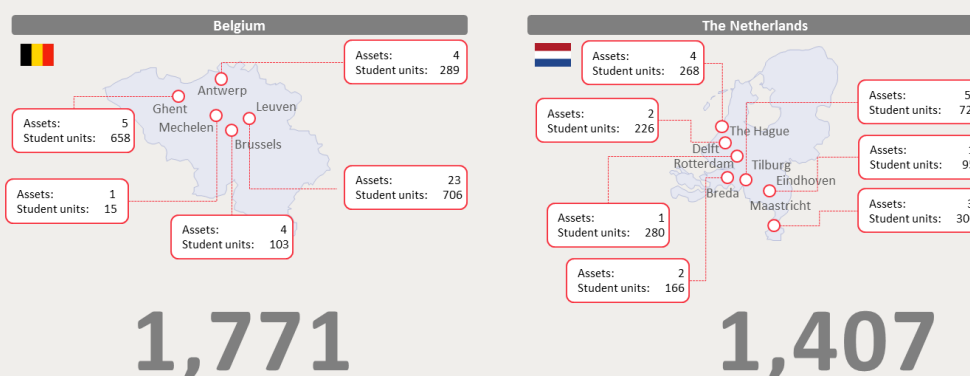 Belgium
Assets: 4
Student units: 289
Antwerp
Ghent
Leuven
Mechelen
Brussels
Assets: 5
Student units: 658
Assets: 23
Student units: 706
Assets: 1
Student units: 15
Assets: 4
Student units: 103
1,771
The Netherlands
Assets: 4
Student units: 268
Assets: 5
Student units: 72
Assets: 2
Student units: 226
The Hague
Delft
Rotterdam
Tilburg
Eindhoven
Breda
Maastricht
Assets:
Student units:
Assets:
Student units: 30
Assets: 1
Student units: 280
Assets: 2
Student units: 166
1,407